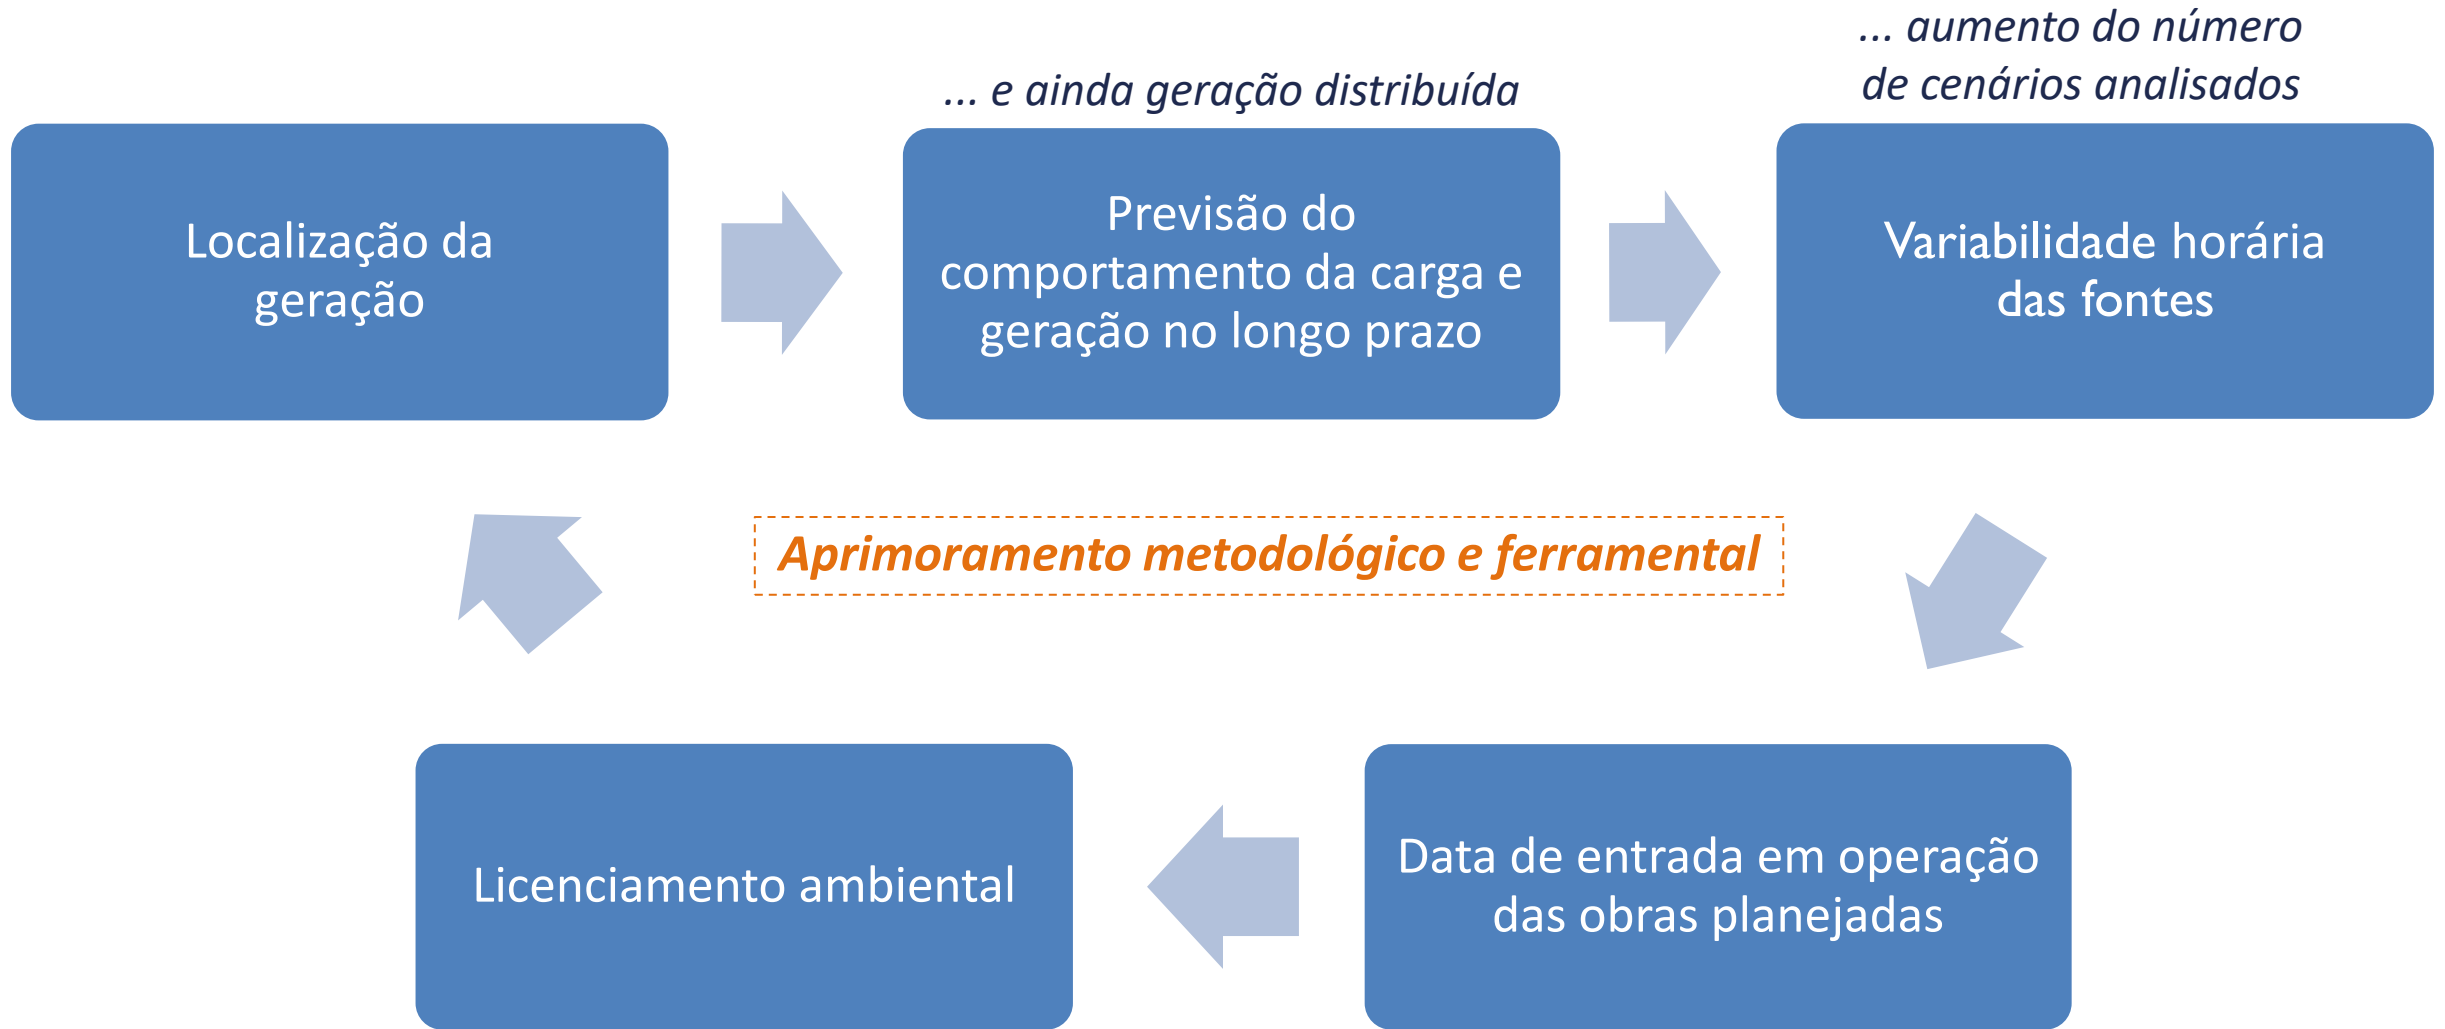 ... aumento do número
de cenários analisados
... e ainda geração distribuída
Localização da
geração
Previsão do
comportamento da carga e
geração no longo prazo
Variabilidade horária
das fontes
Aprimoramento metodológico e ferramental
Licenciamento ambiental
Data de entrada em operação
das obras planejadas